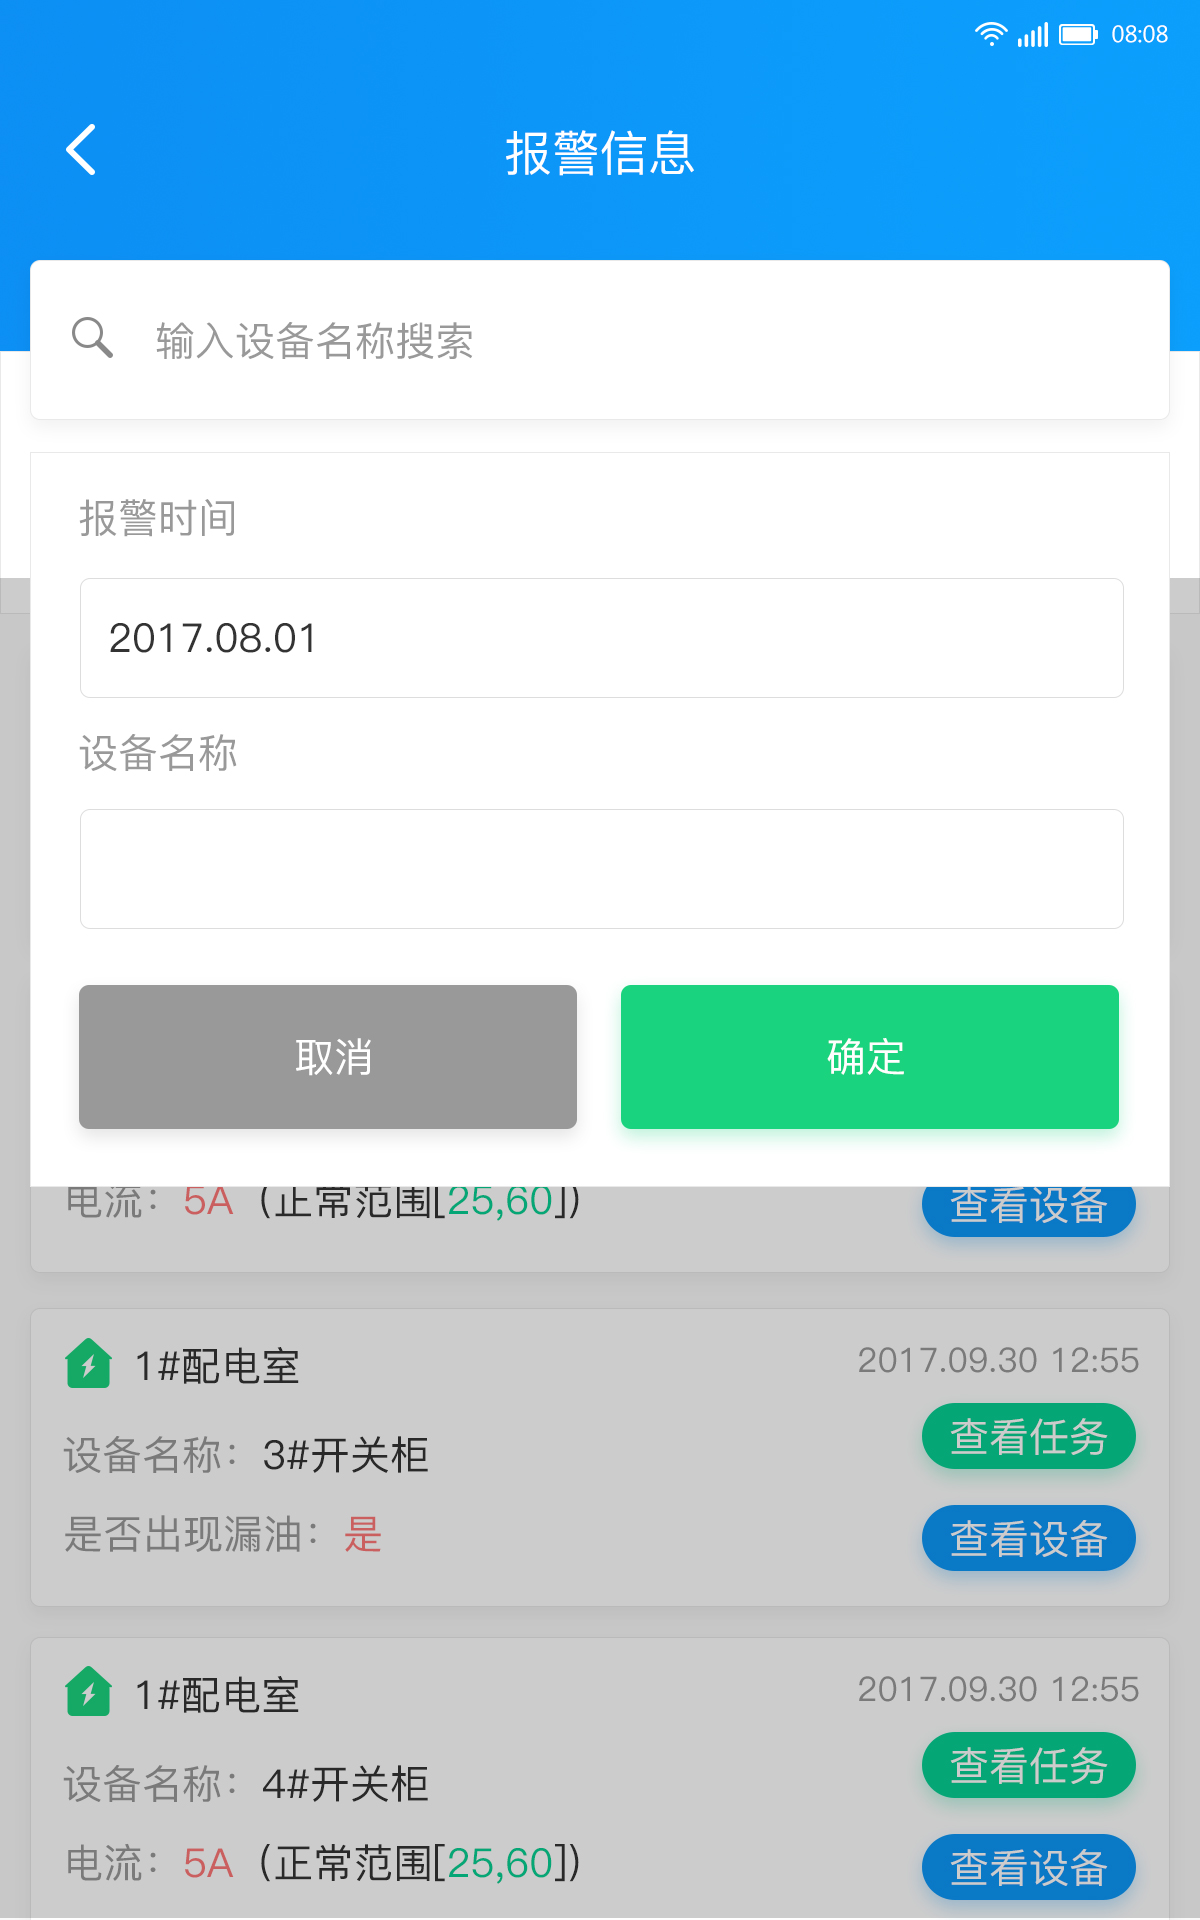 08:08
报警信息
输入设备名称搜索
报警时间
2017.08.01
设备名称
取消
确定
电流：5A（正常范围[25,60]）
查看设备
1#配电室
2017.09.30 12:55
查看任务
设备名称：3#开关柜
是否出现漏油：是
查看设备
1#配电室
2017.09.30 12:55
查看任务
设备名称：4#开关柜
电流：5A（正常范围[25,60]）
查看设备